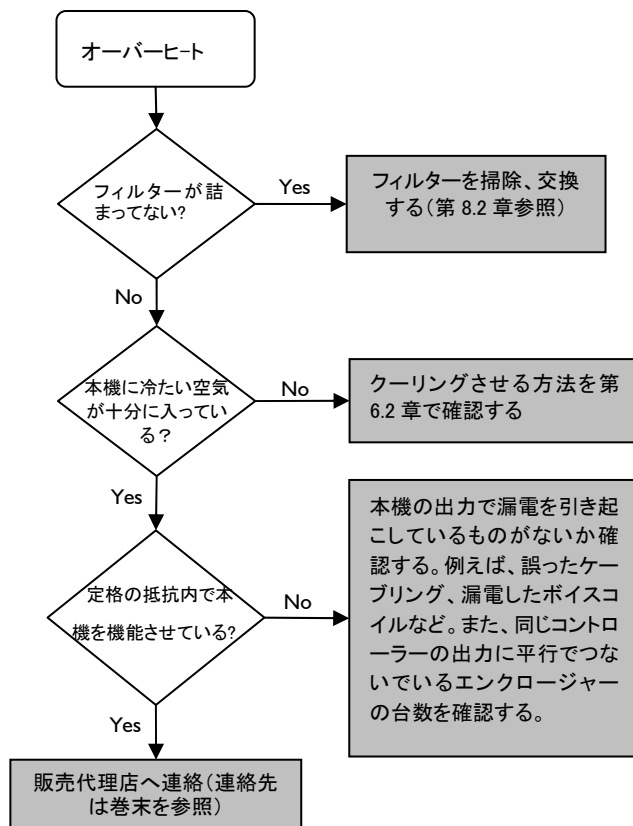 オーバーヒート
フィルターが詰
まってない?
Yes
フィルターを掃除、交換
する(第 8.2 章参照)
No
本機に冷たい空気
が十分に入ってい
る?
No
クーリングさせる方法を第
6.2 章で確認する
Yes
定格の抵抗内で本
機を機能させている?
No
本機の出力で漏電を引き起
こしているものがないか確
認する。例えば、誤ったケー
ブリング、漏電したボイスコ
イルなど。また、同じコントロ
ーラーの出力に平行でつな
いでいるエンクロージャー
の台数を確認する。
Yes
販売代理店へ連絡(連絡先
は巻末を参照)